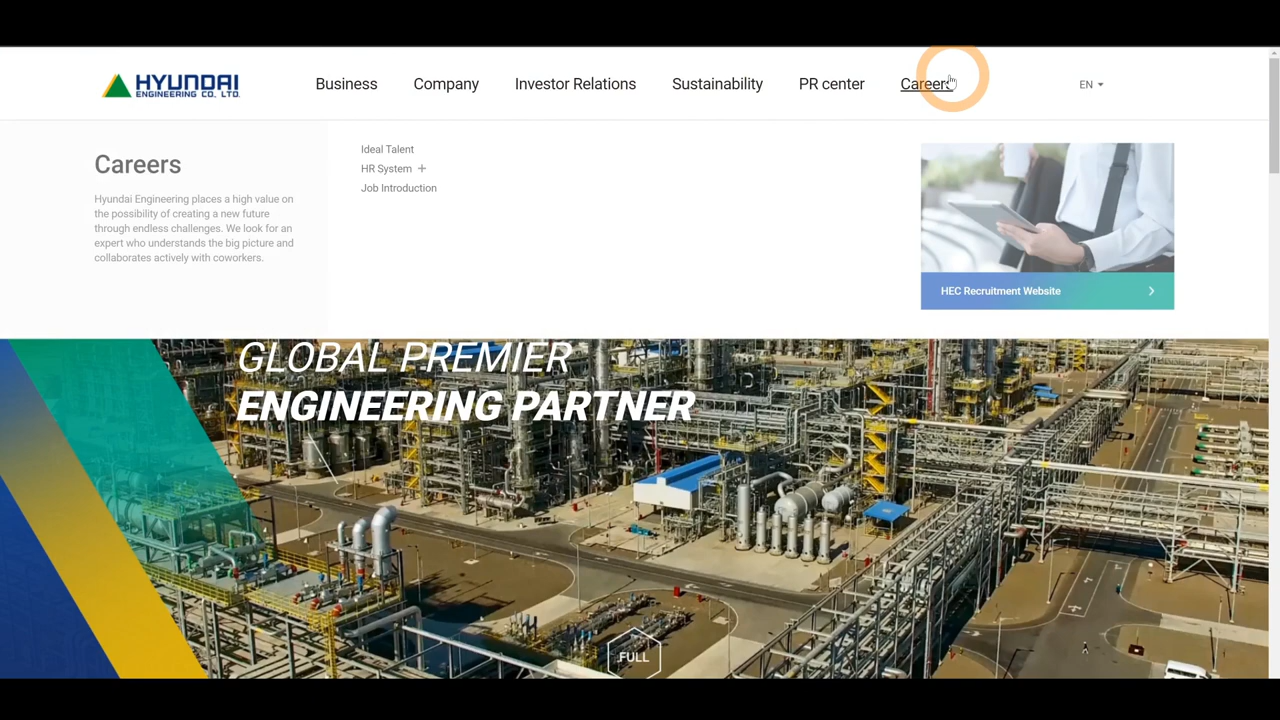 HYUNDAI
ENGINEERING CO., LTD.
Business
Company
Investor Relations
Sustainability
PR center
Careers
EN
Careers
Hyundai Engineering places a high value on
the possibility of creating a new future
through endless challenges. We look for an
expert who understands the big picture and
collaborates actively with coworkers.
Ideal Talent
HR System +
Job Introduction
HEC Recruitment Website
GLOBAL PREMIER
ENGINEERING PARTNER
FULL